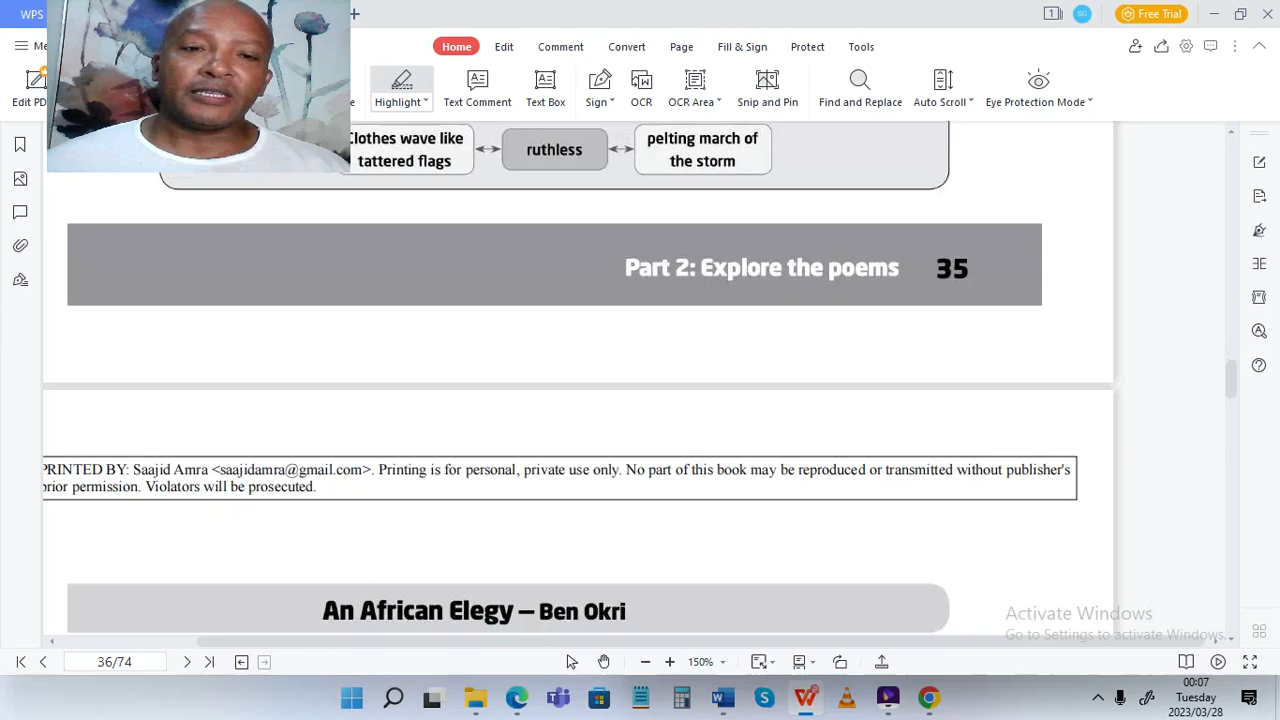 WPS
1
SG
Free Trial
Me
Home
Edit
Comment
Convert
Page
Fill & Sign
Protect
Tools
Edit PD
Highlight
Text Comment
Text Box
Sign
OCR
OCR Area
Snip and Pin
Find and Replace
Auto Scroll
Eye Protection Mode
Clothes wave like
tattered flags
ruthless
pelting march of
the storm
Part 2: Explore the poems 35
PRINTED BY: Saajid Amra <saajidamra@gmail.com>. Printing is for personal, private use only. No part of this book may be reproduced or transmitted without publisher's
prior permission. Violators will be prosecuted.
An African Elegy – Ben Okri
Activate Windows
Go to Settings to activate Windows.
36/74
150%
00:07
Tuesday
2023/03/28